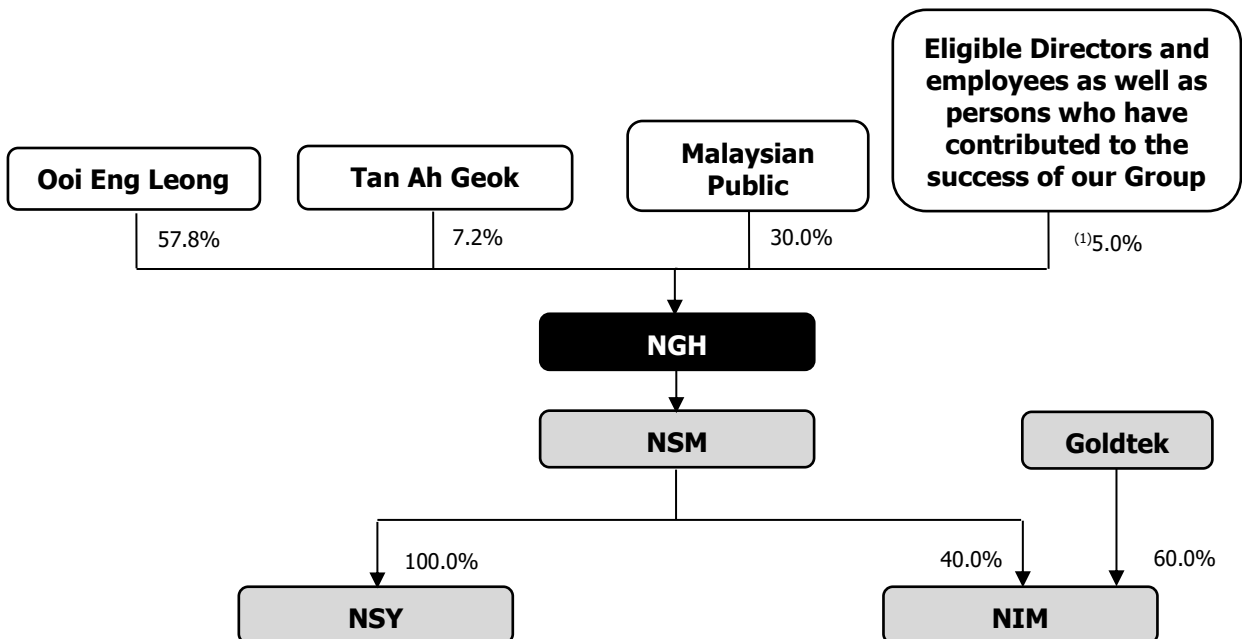 Eligible Directors and
employees as well as
persons who have
contributed to the
success of our Group
Ooi Eng Leong
Tan Ah Geok
Malaysian
Public
57.8%
7.2%
30.0%
(1)5.0%
NGH
NSM
Goldtek
100.0%
40.0%
60.0%
NSY
NIM